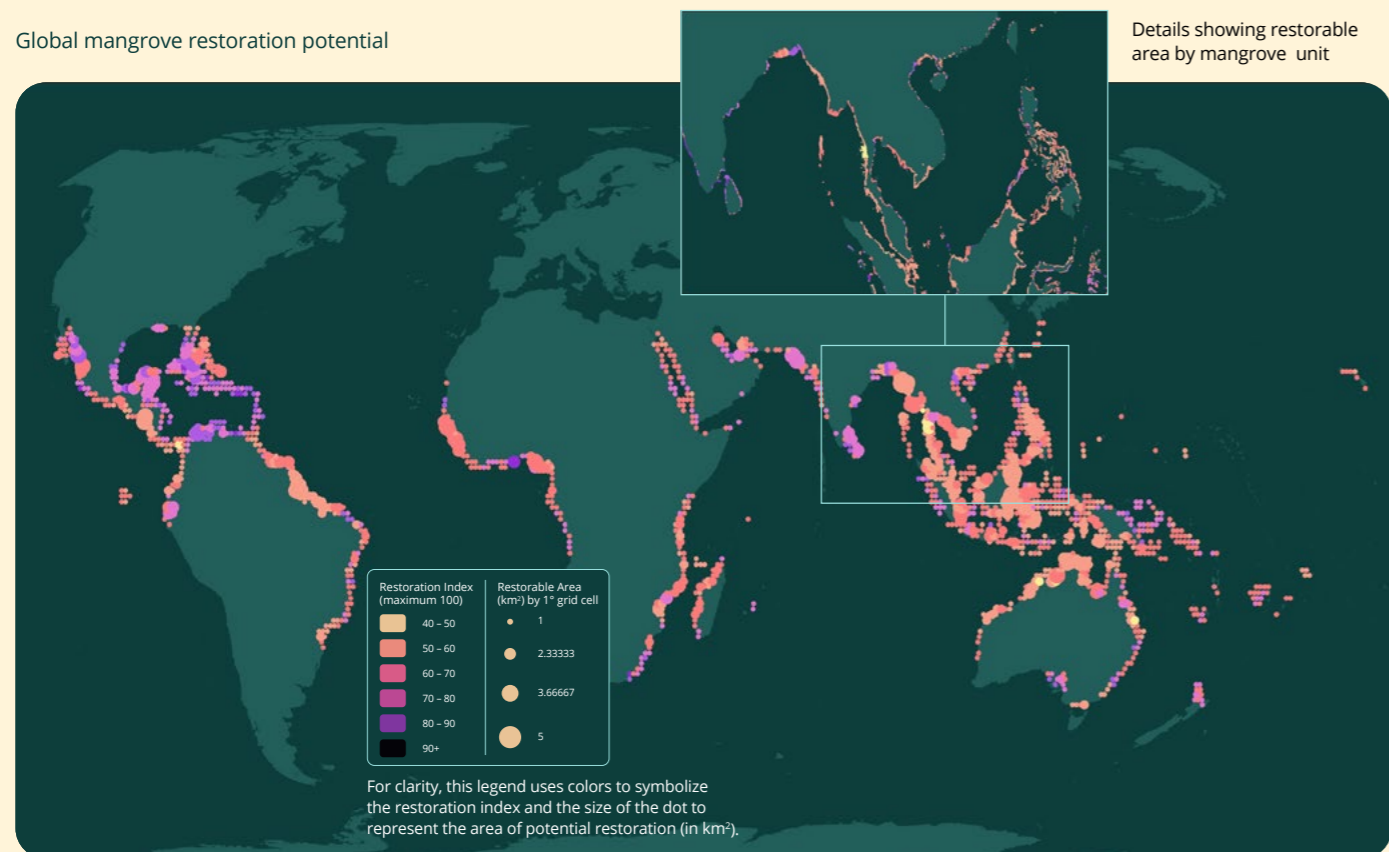 Global mangrove restoration potential
Details showing restorable
area by mangrove unit
Restoration Index
(maximum 100)
40 – 50
50 – 60
60 – 70
70 – 80
80 – 90
90+
Restorable Area
(km²) by 1° grid cell
1
2.33333
3.66667
5
For clarity, this legend uses colors to symbolize
the restoration index and the size of the dot to
represent the area of potential restoration (in km²).